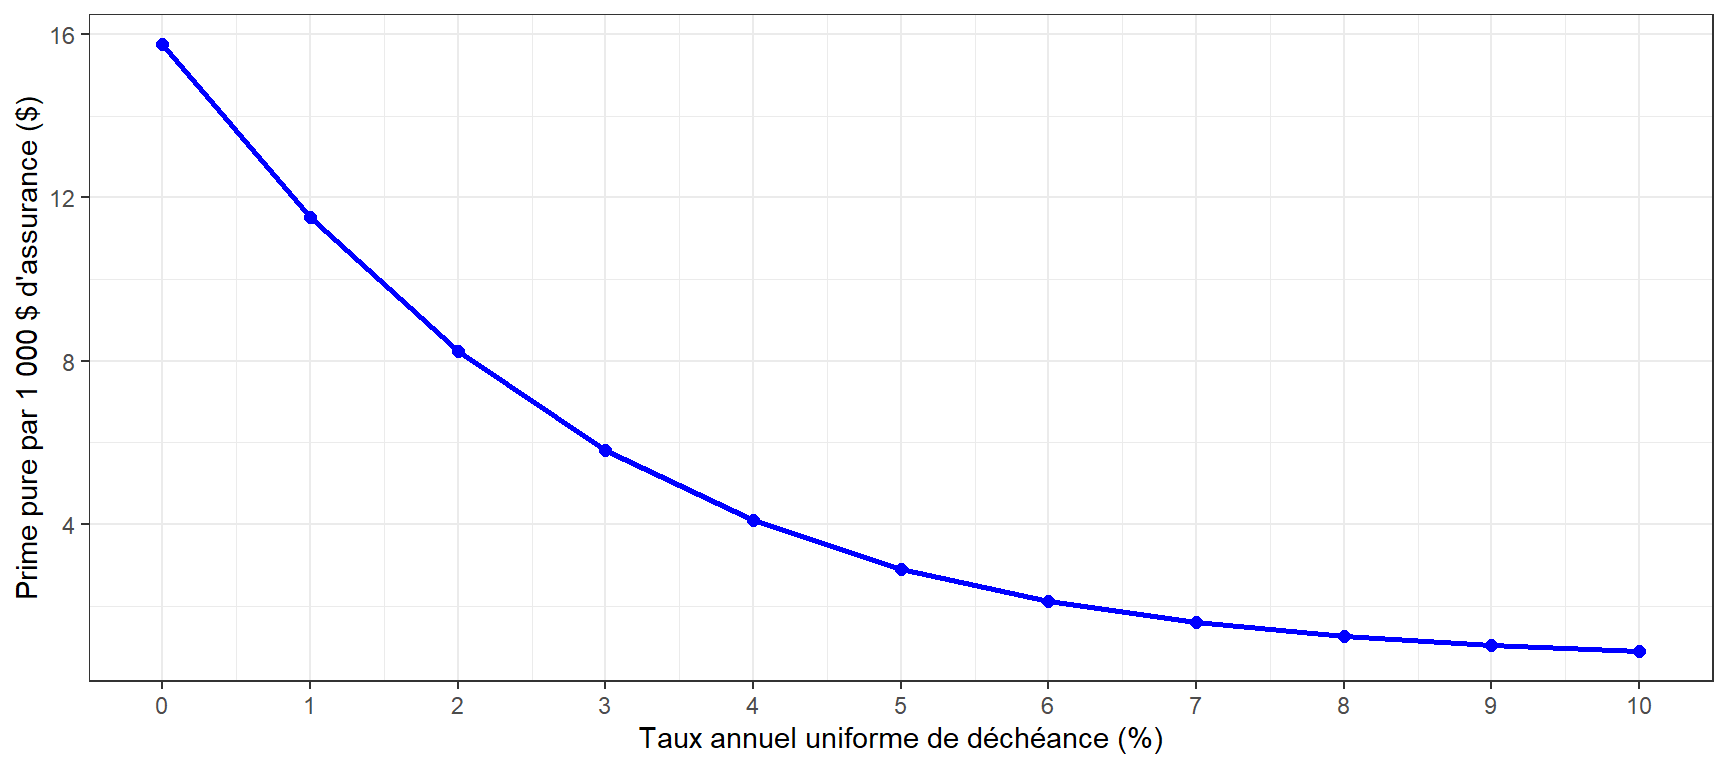 Prime pure par 1 000 $ d'assurance ($)
16
12
8
4
0 1 2 3 4 5 6 7 8 9 10
Taux annuel uniforme de déchéance (%)